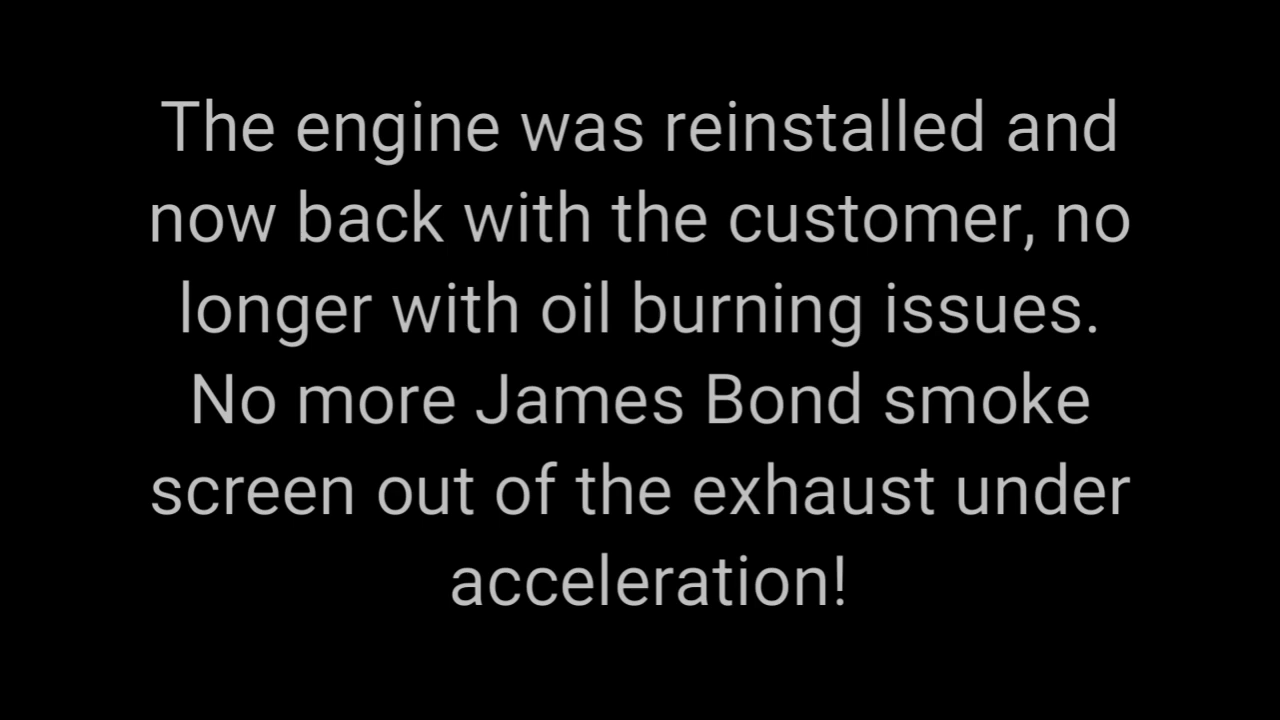 The engine was reinstalled and
now back with the customer, no
longer with oil burning issues.
No more James Bond smoke
screen out of the exhaust under
acceleration!